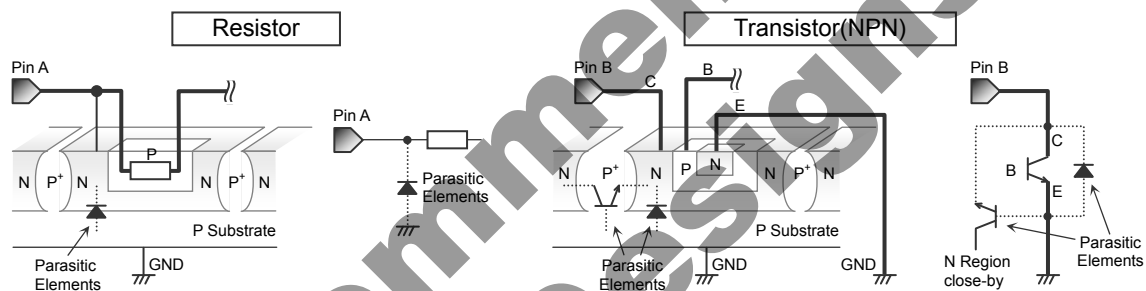 Resistor
Transistor(NPN)
Pin A
Pin B
B
C
E
Pin B
Pin A
P
N P+ N N P+ N
Parasitic
Elements
P Substrate
GND
Parasitic
Elements
N P+ N P N N P+ N
P Substrate
GND
GND
Parasitic
Elements
C
B
E
N Region
close-by
Parasitic
Elements